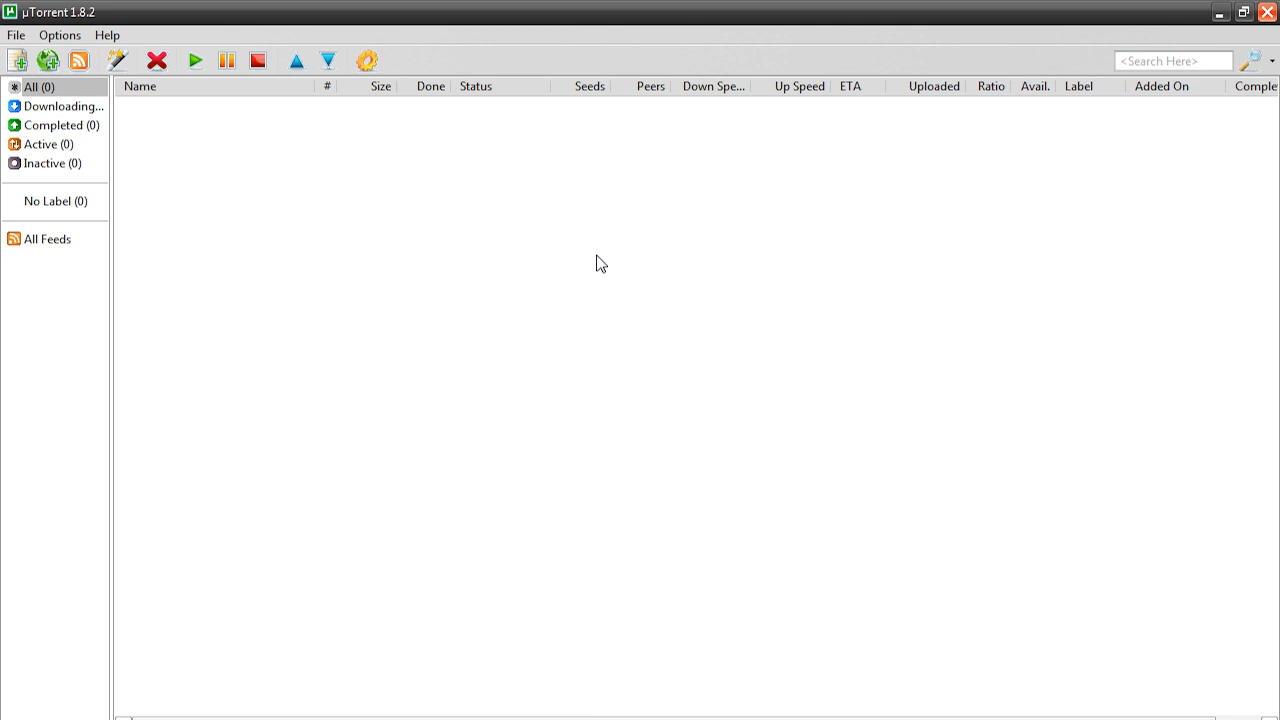 µTorrent 1.8.2
File Options Help
<Search Here>
All (0)
Downloading...
Completed (0)
Active (0)
Inactive (0)
No Label (0)
All Feeds
Name # Size Done Status Seeds Peers Down Spe... Up Speed ETA Uploaded Ratio Avail. Label Added On Comple